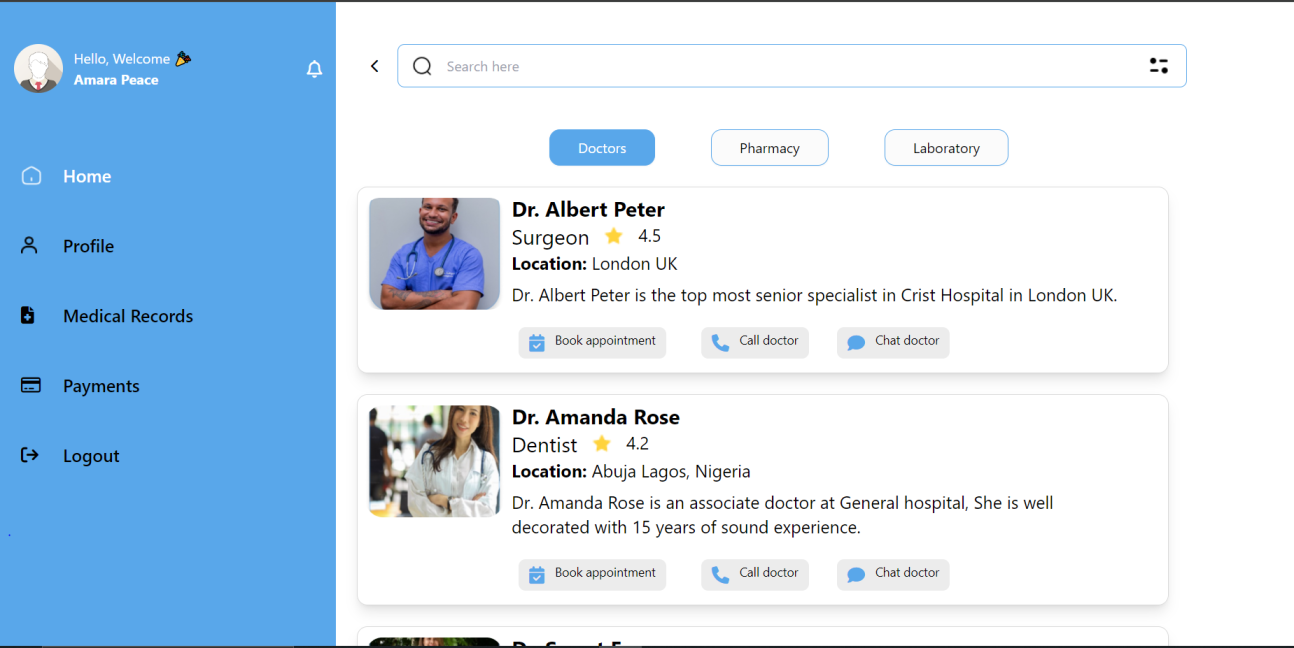 Hello, Welcome
Amara Peace
Home
Profile
Medical Records
Payments
Logout
Search here
Doctors
Pharmacy
Laboratory
Dr. Albert Peter
Surgeon 4.5
Location: London UK
Dr. Albert Peter is the top most senior specialist in Crist Hospital in London UK.
Book appointment
Call doctor
Chat doctor
Dr. Amanda Rose
Dentist 4.2
Location: Abuja Lagos, Nigeria
Dr. Amanda Rose is an associate doctor at General hospital, She is well
decorated with 15 years of sound experience.
Book appointment
Call doctor
Chat doctor